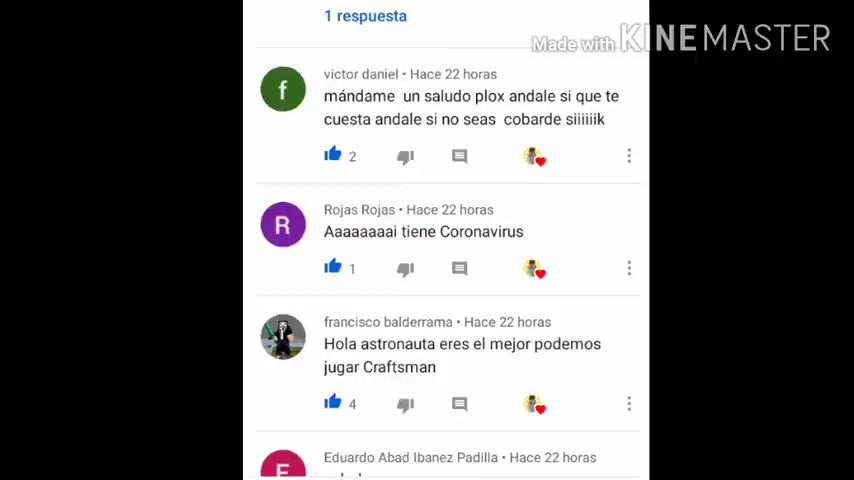 1 respuesta
Made with KINEMASTER
victor daniel • Hace 22 horas
f
mándame un saludo plox andale si que te
cuesta andale si no seas cobarde siiiiiik
2
Rojas Rojas • Hace 22 horas
R
Aaaaaaaai tiene Coronavirus
1
francisco balderrama • Hace 22 horas
Hola astronauta eres el mejor podemos
jugar Craftsman
4
Eduardo Abad Ibanez Padilla • Hace 22 horas
E